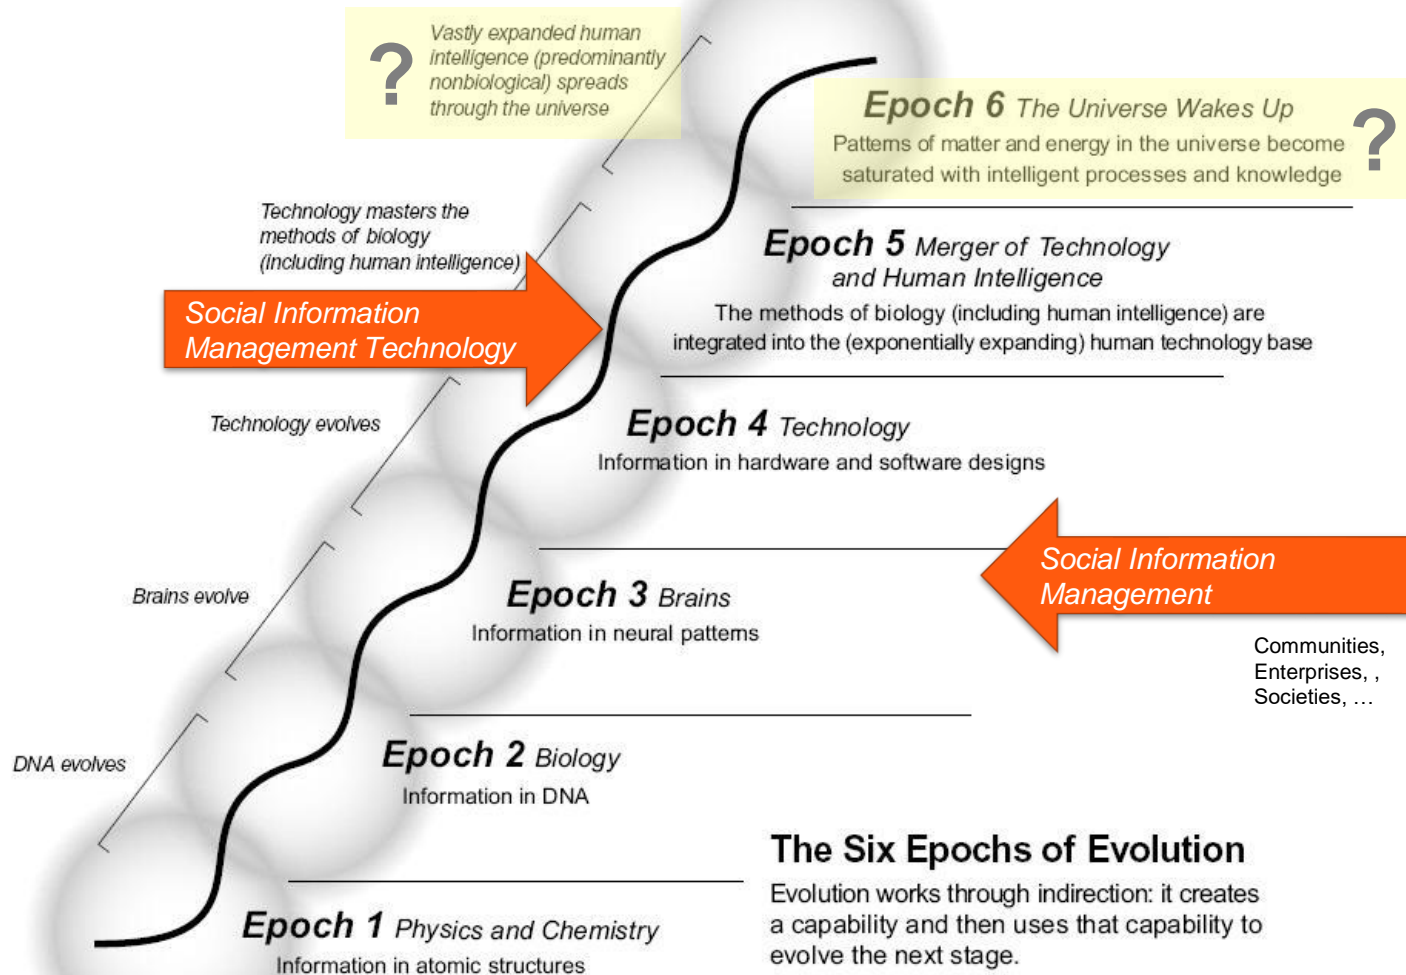 ?
Vastly expanded human
intelligence (predominantly
nonbiological) spreads
through the universe
Epoch 6 The Universe Wakes Up
Patterns of matter and energy in the universe become
saturated with intelligent processes and knowledge
?
Technology masters the
methods of biology
(including human intelligence)
Epoch 5 Merger of Technology
and Human Intelligence
The methods of biology (including human intelligence) are
integrated into the (exponentially expanding) human technology base
Social Information
Management Technology
Technology evolves
Epoch 4 Technology
Information in hardware and software designs
Social Information
Management
Communities,
Enterprises, ,
Societies, …
Brains evolve
Epoch 3 Brains
Information in neural patterns
DNA evolves
Epoch 2 Biology
Information in DNA
The Six Epochs of Evolution
Evolution works through indirection: it creates
a capability and then uses that capability to
evolve the next stage.
Epoch 1 Physics and Chemistry
Information in atomic structures